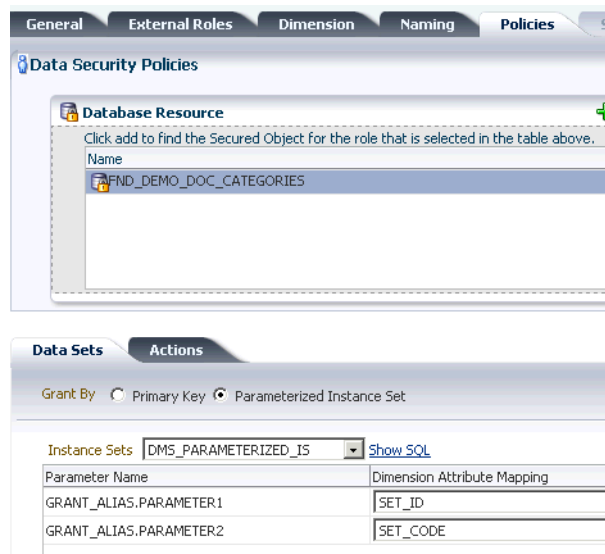 General External Roles Dimension Naming Policies S
Data Security Policies
Database Resource
Click add to find the Secured Object for the role that is selected in the table above.
Name
FND_DEMO_DOC_CATEGORIES
Data Sets Actions
Grant By Primary Key Parameterized Instance Set
Instance Sets DMS_PARAMETERIZED_IS Show SQL
Parameter Name Dimension Attribute Mapping
GRANT_ALIAS.PARAMETER1 SET_ID
GRANT_ALIAS.PARAMETER2 SET_CODE